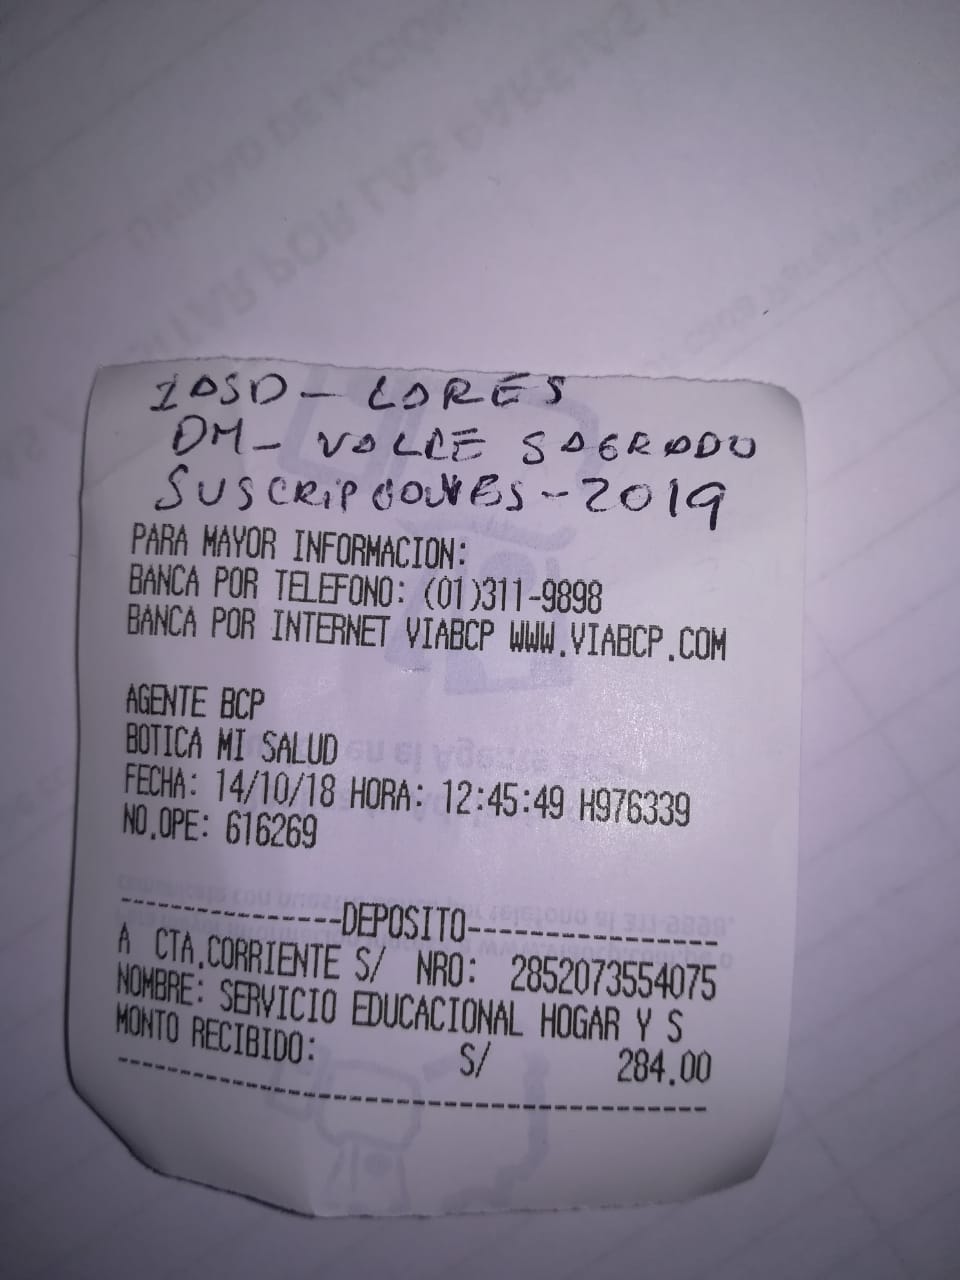 IASD - LARES
DM - VALLE SAGRADO
SUSCRIPCIONES - 2019
PARA MAYOR INFORMACION:
BANCA POR TELEFONO: (01)311-9898
BANCA POR INTERNET VIABCP WWW.VIABCP.COM
AGENTE BCP
BOTICA MI SALUD
FECHA: 14/10/18 HORA: 12:45:49 H976339
NO.OPE: 616269
----------------DEPOSITO------------------
A CTA.CORRIENTE S/ NRO: 2852073554075
NOMBRE: SERVICIO EDUCACIONAL HOGAR Y S
MONTO RECIBIDO: S/ 284.00